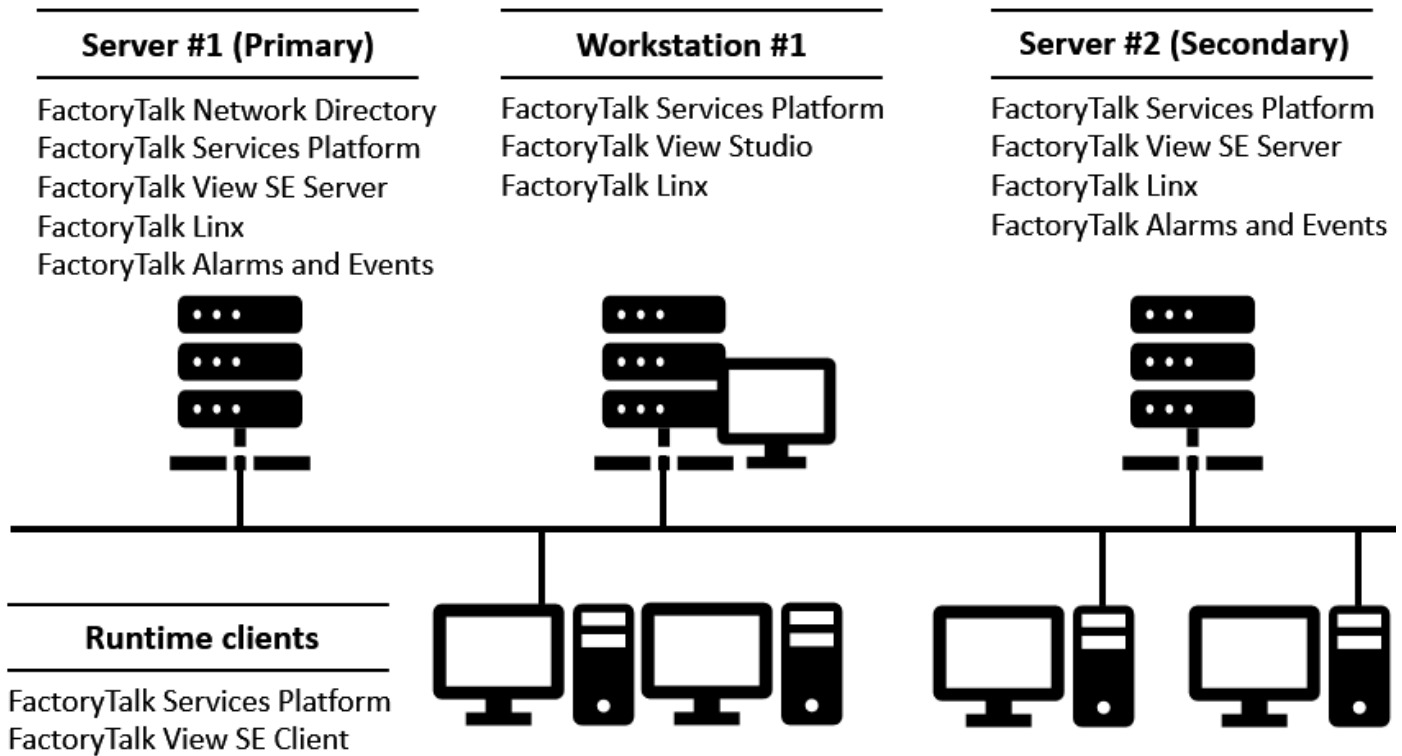 Server #1 (Primary)
FactoryTalk Network Directory
FactoryTalk Services Platform
FactoryTalk View SE Server
FactoryTalk Linx
FactoryTalk Alarms and Events
Workstation #1
FactoryTalk Services Platform
FactoryTalk View Studio
FactoryTalk Linx
Server #2 (Secondary)
FactoryTalk Services Platform
FactoryTalk View SE Server
FactoryTalk Linx
FactoryTalk Alarms and Events
Runtime clients
FactoryTalk Services Platform
FactoryTalk View SE Client